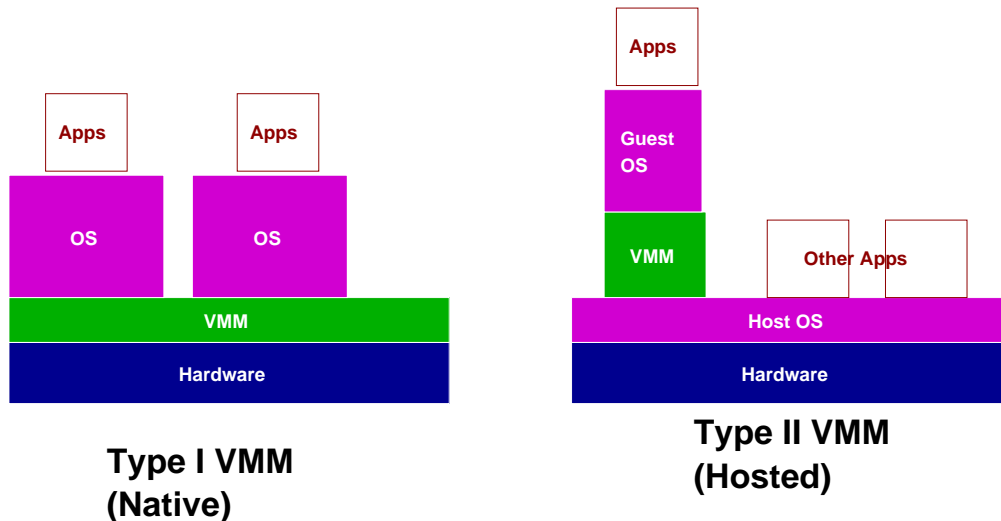 Apps
Apps
OS
OS
VMM
Hardware
Type I VMM
(Native)
Apps
Guest
OS
VMM
Other Apps
Host OS
Hardware
Type II VMM
(Hosted)